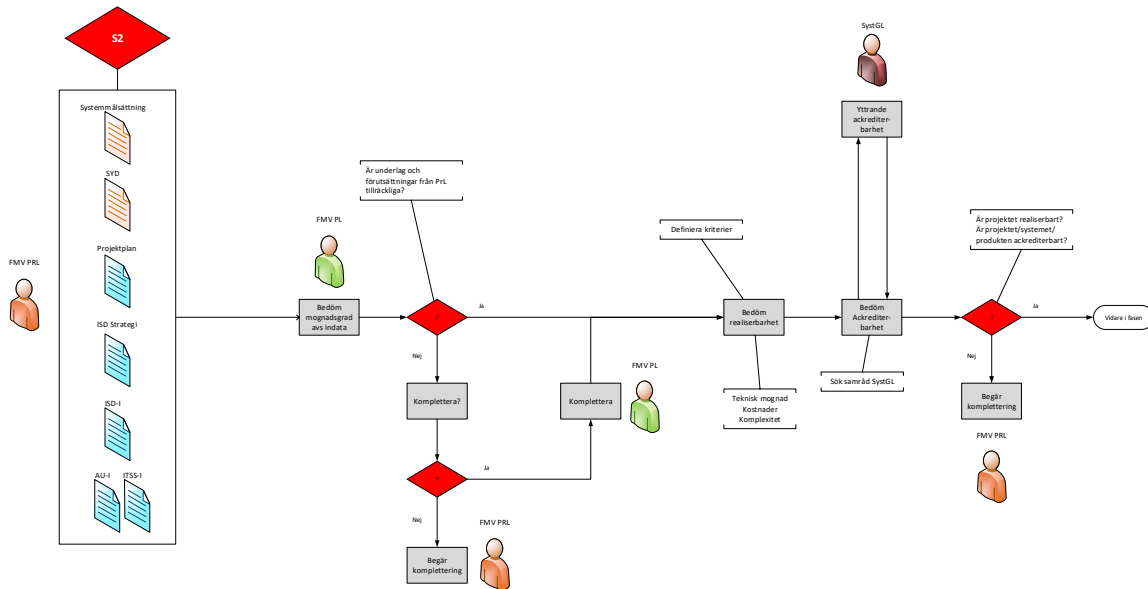 S2
Systemmålsättning
SYD
Projektplan
ISD Strategi
ISD-I
AU-I
ITSS-I
FMV PRL
FMV PL
Bedöm
mognadsgrad
avs indata
Är underlag och
förutsättningar från PrL
tillräckliga?
?
Ja
Nej
Komplettera?
?
Ja
Nej
Begär
komplettering
FMV PRL
Komplettera
FMV PL
Definiera kriterier
Bedöm
realiserbarhet
Teknisk mognad
Kostnader
Komplexitet
SystGL
Yttrande
ackrediter-
barhet
Bedöm
Ackrediter-
barhet
Sök samråd SystGL
Är projektet realiserbart?
Är projektet/systemet/
produkten ackrediterbart?
?
Ja
Nej
Begär
komplettering
FMV PRL
Vidare i fasen